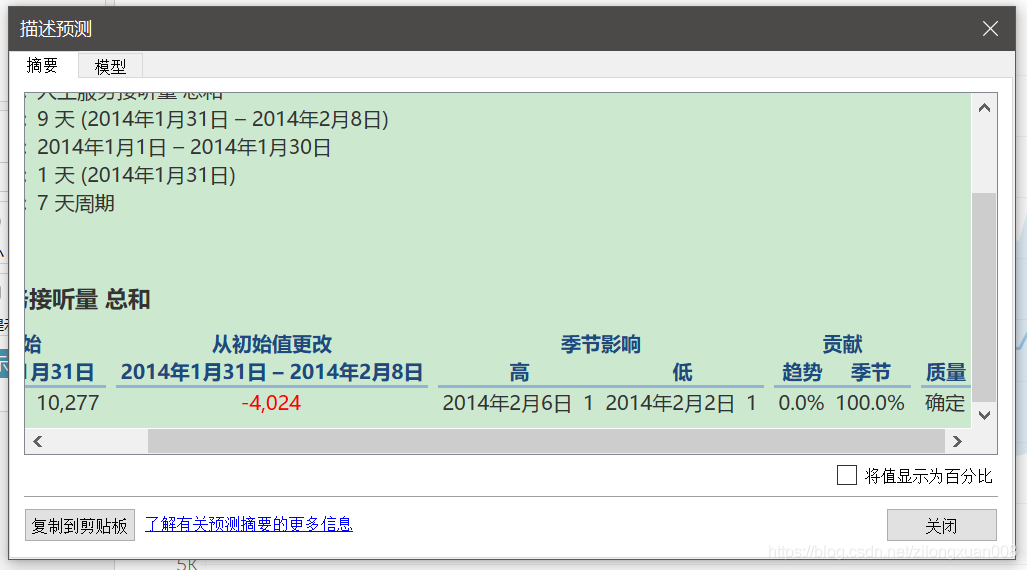 描述预测
摘要 模型
人工服务接听量 总和
: 9 天 (2014年1月31日 – 2014年2月8日)
: 2014年1月1日 – 2014年1月30日
: 1 天 (2014年1月31日)
: 7 天周期
接听量 总和
始 从初始值更改 季节影响 贡献
月31日 2014年1月31日 – 2014年2月8日 高 低 趋势 季节 质量
10,277 -4,024 2014年2月6日 1 2014年2月2日 1 0.0% 100.0% 确定
将值显示为百分比
复制到剪贴板 了解有关预测摘要的更多信息 关闭
5K